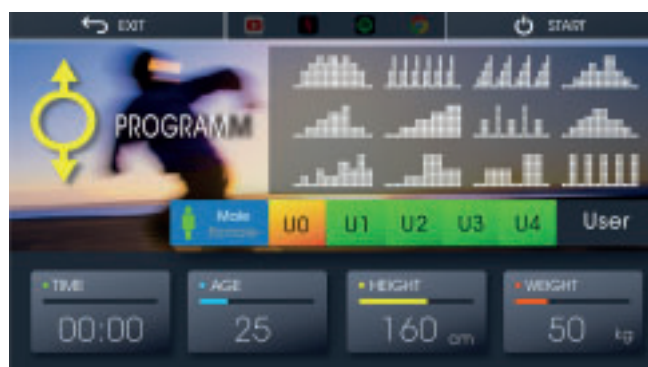 EXIT
START
PROGRAMM
Male
Female
U0 U1 U2 U3 U4 User
TIME
00:00
AGE
25
HEIGHT
160 cm
WEIGHT
50 kg